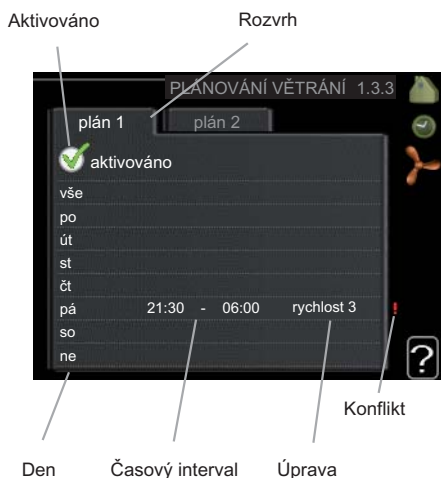 Aktivováno Rozvrh
PLÁNOVÁNÍ VĚTRÁNÍ 1.3.3
plán 1 plán 2
aktivováno
vše
po
út
st
čt
pá 21:30 - 06:00 rychlost 3 !
so
ne
?
Konflikt
Den Časový interval Úprava